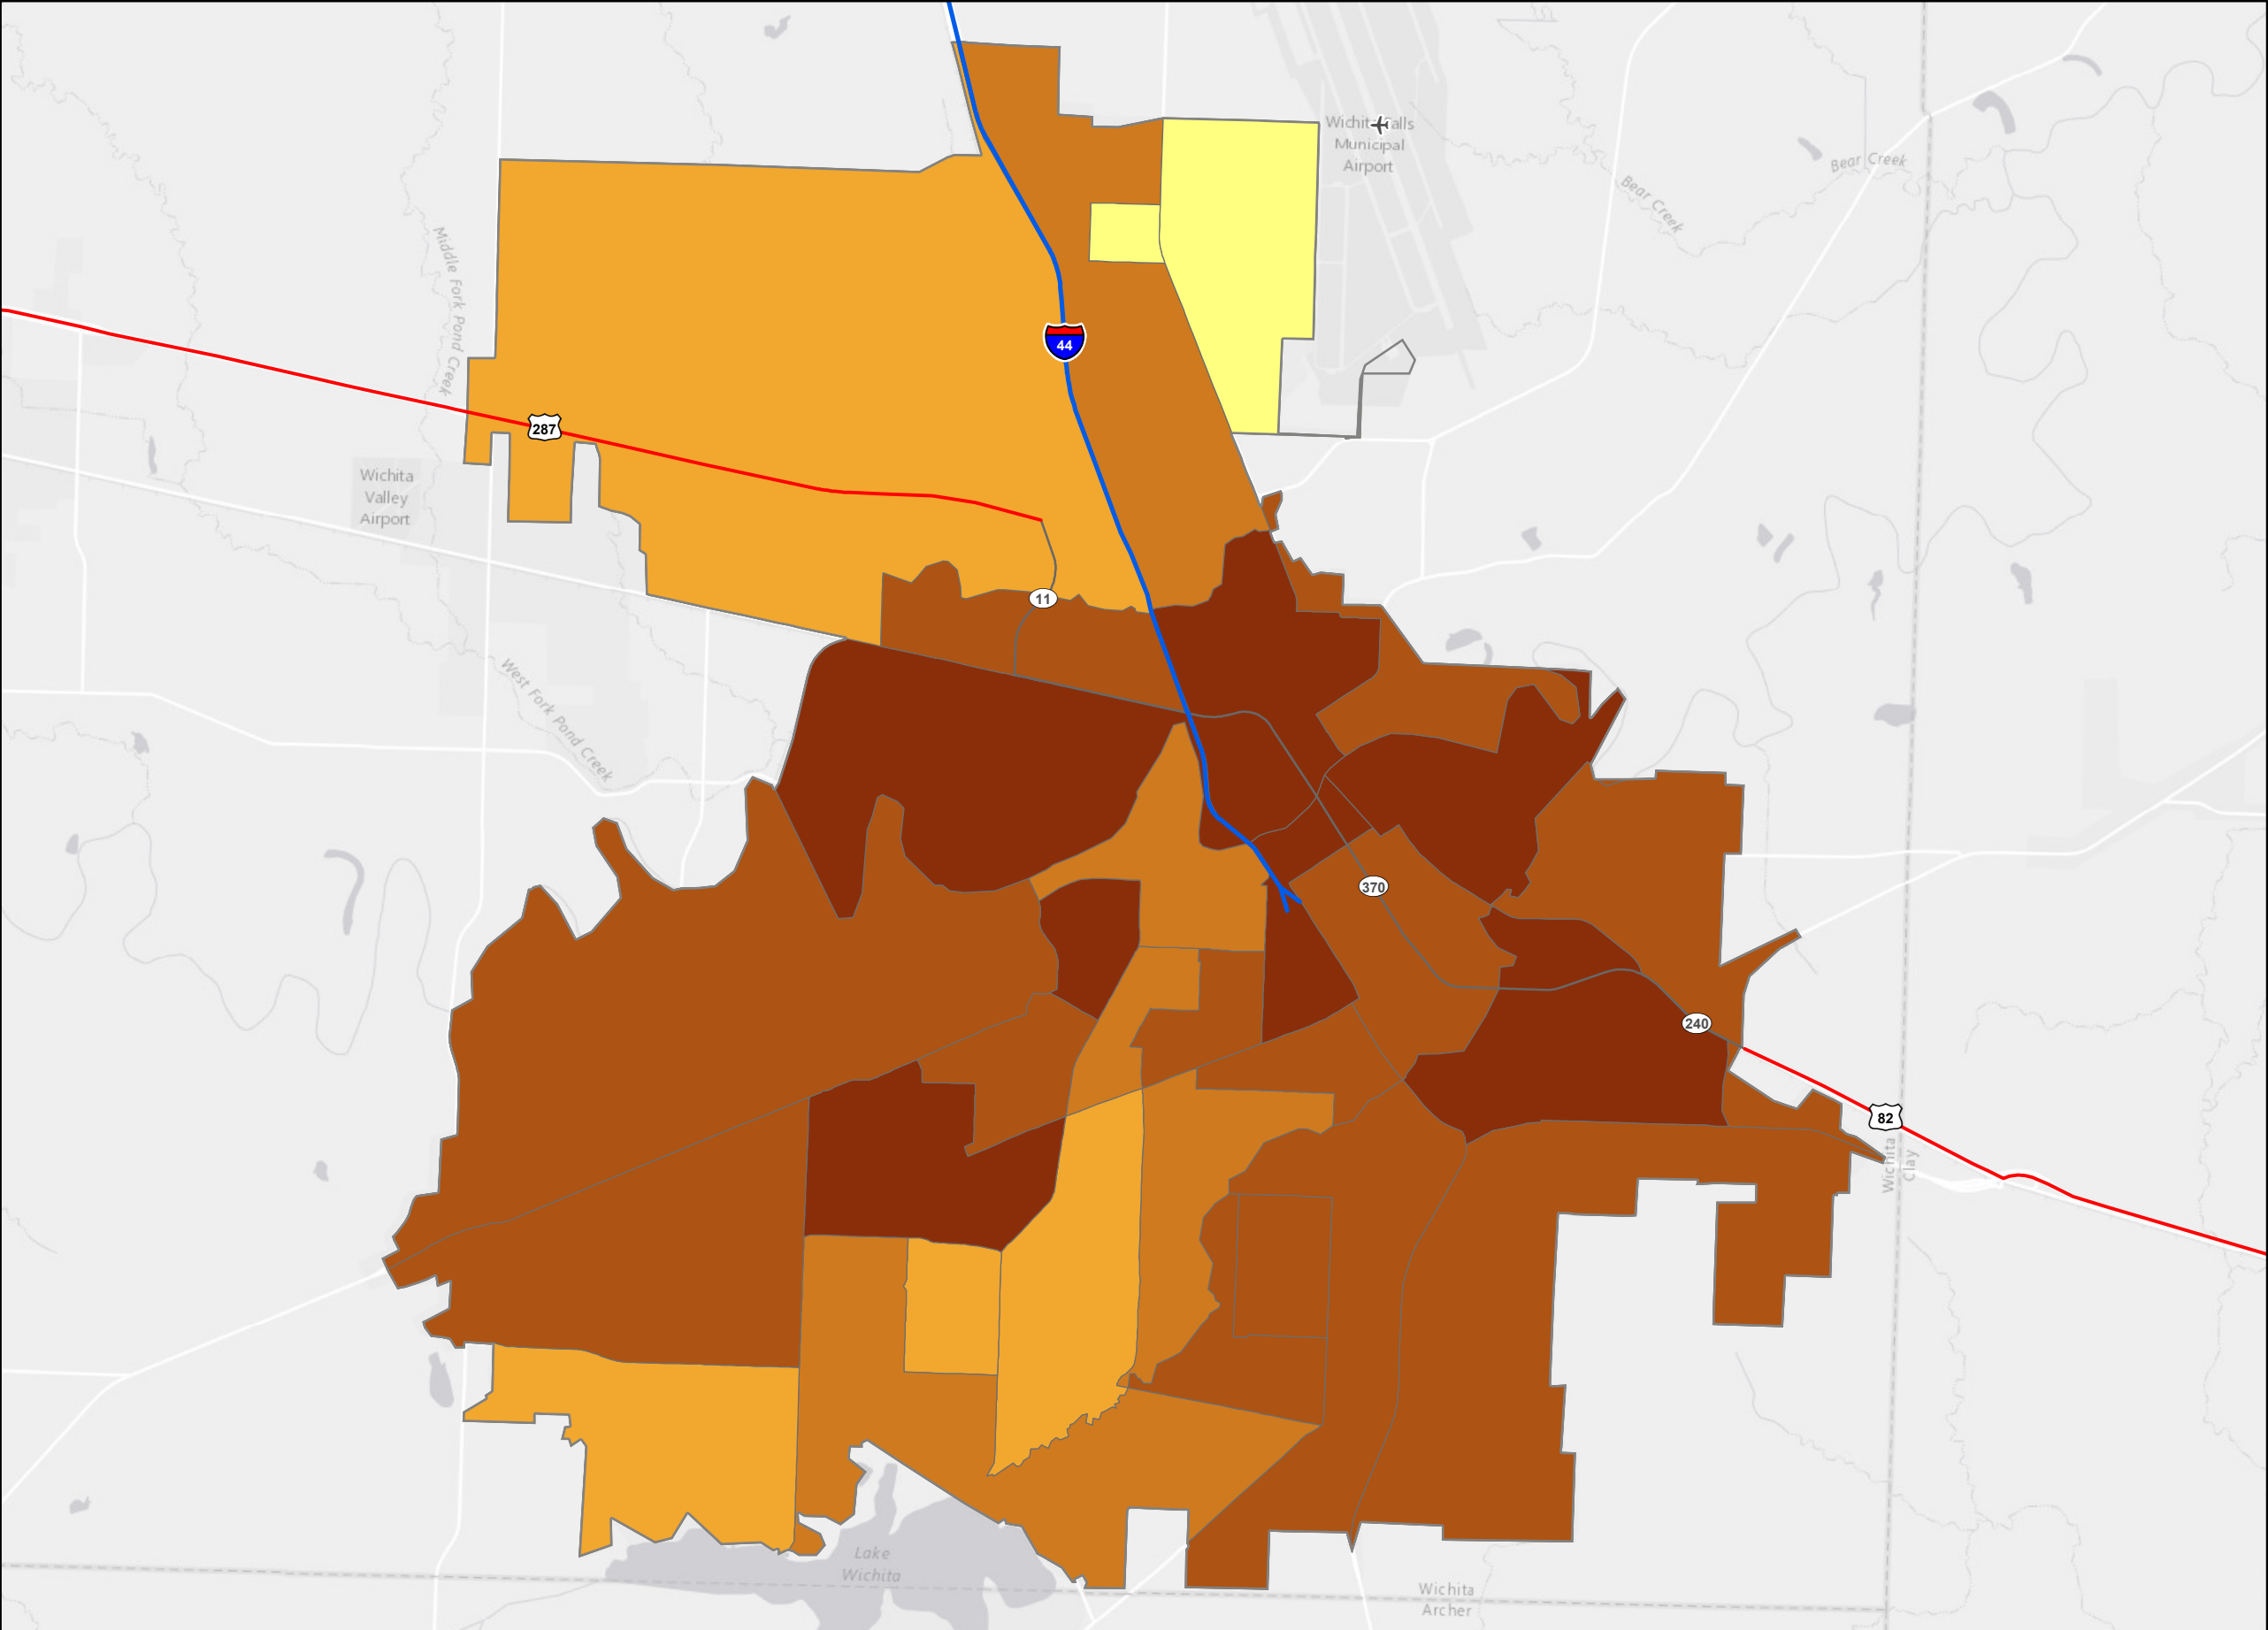 Wichita Falls
Municipal
Airport
Bear Creek
Bear Creek
Middle Fork Pond Creek
44
287
Wichita
Valley
Airport
11
West Fork Pond Creek
370
240
82
Wichita
Clay
Lake
Wichita
Wichita
Archer